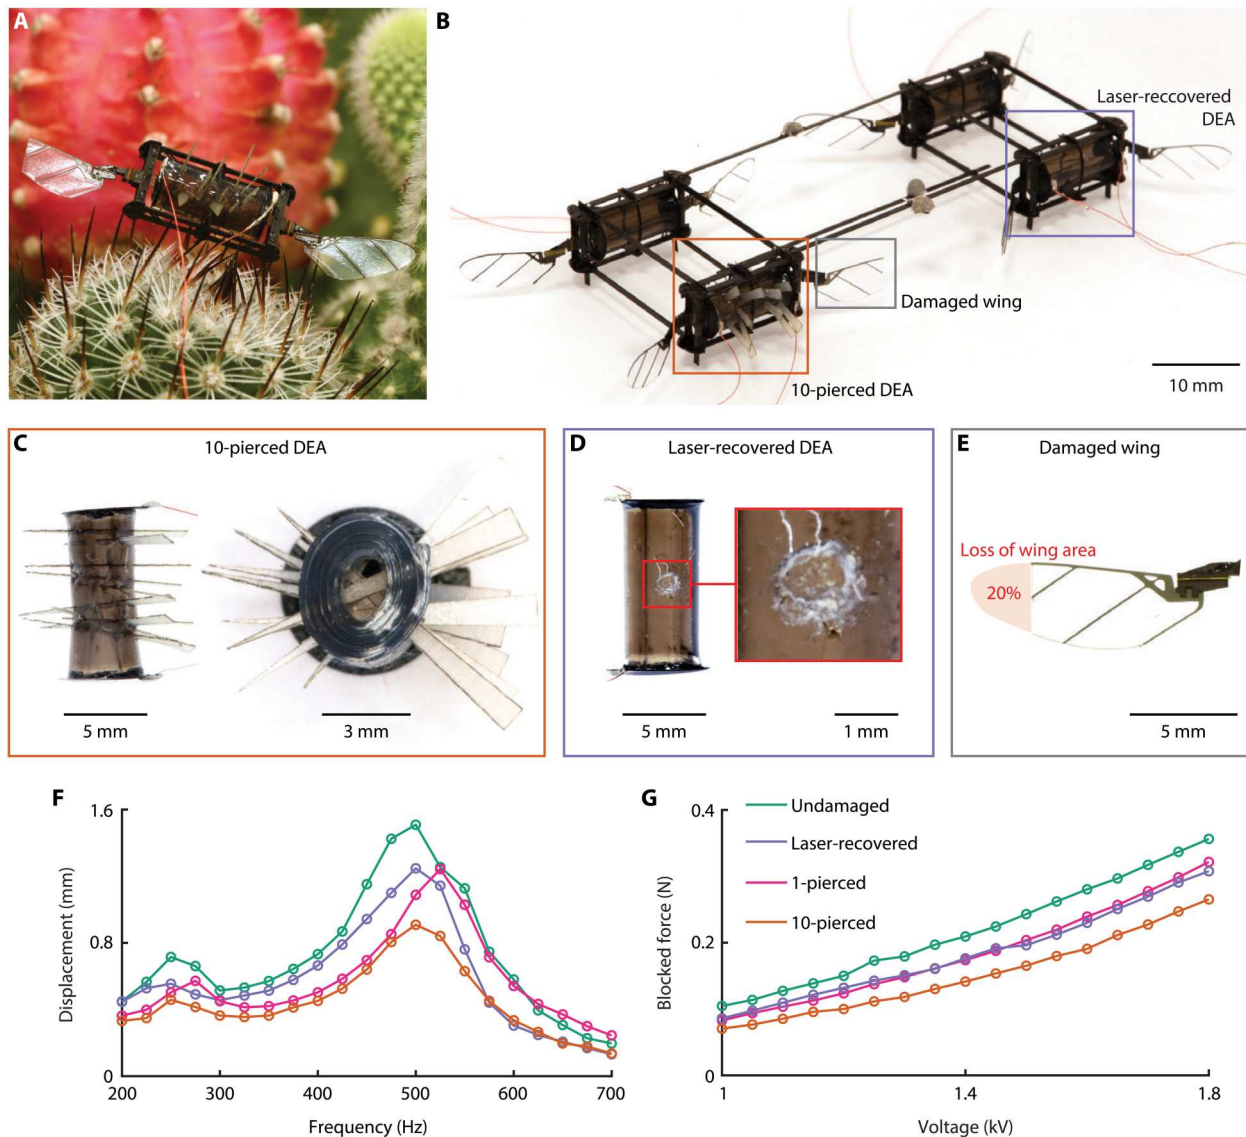 A
B
Laser-reccovered
DEA
Damaged wing
10-pierced DEA
10 mm
C
10-pierced DEA
5 mm
3 mm
D
Laser-recovered DEA
5 mm
1 mm
E
Damaged wing
Loss of wing area
20%
5 mm
F
1.6
0.8
0
Displacement (mm)
200
300
400
500
600
700
Frequency (Hz)
G
0.4
0.2
0
Blocked force (N)
Undamaged
Laser-recovered
1-pierced
10-pierced
1
1.4
1.8
Voltage (kV)